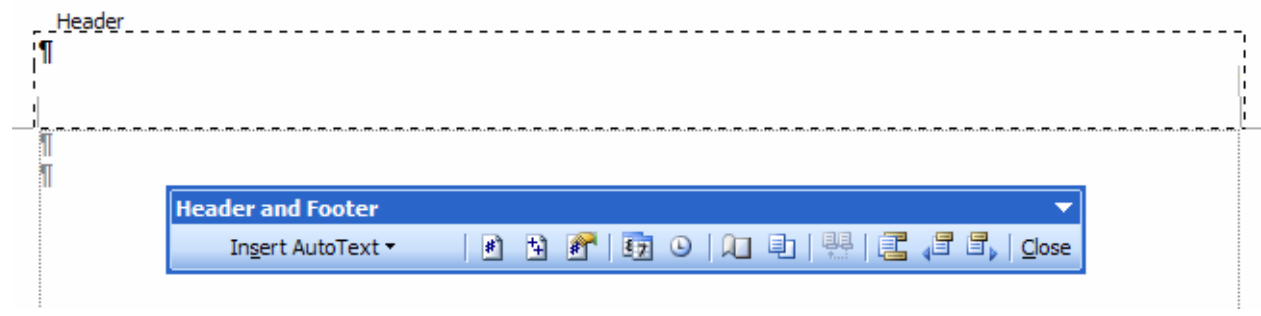 Header
¶
¶
¶
Header and Footer
Insert AutoText Close